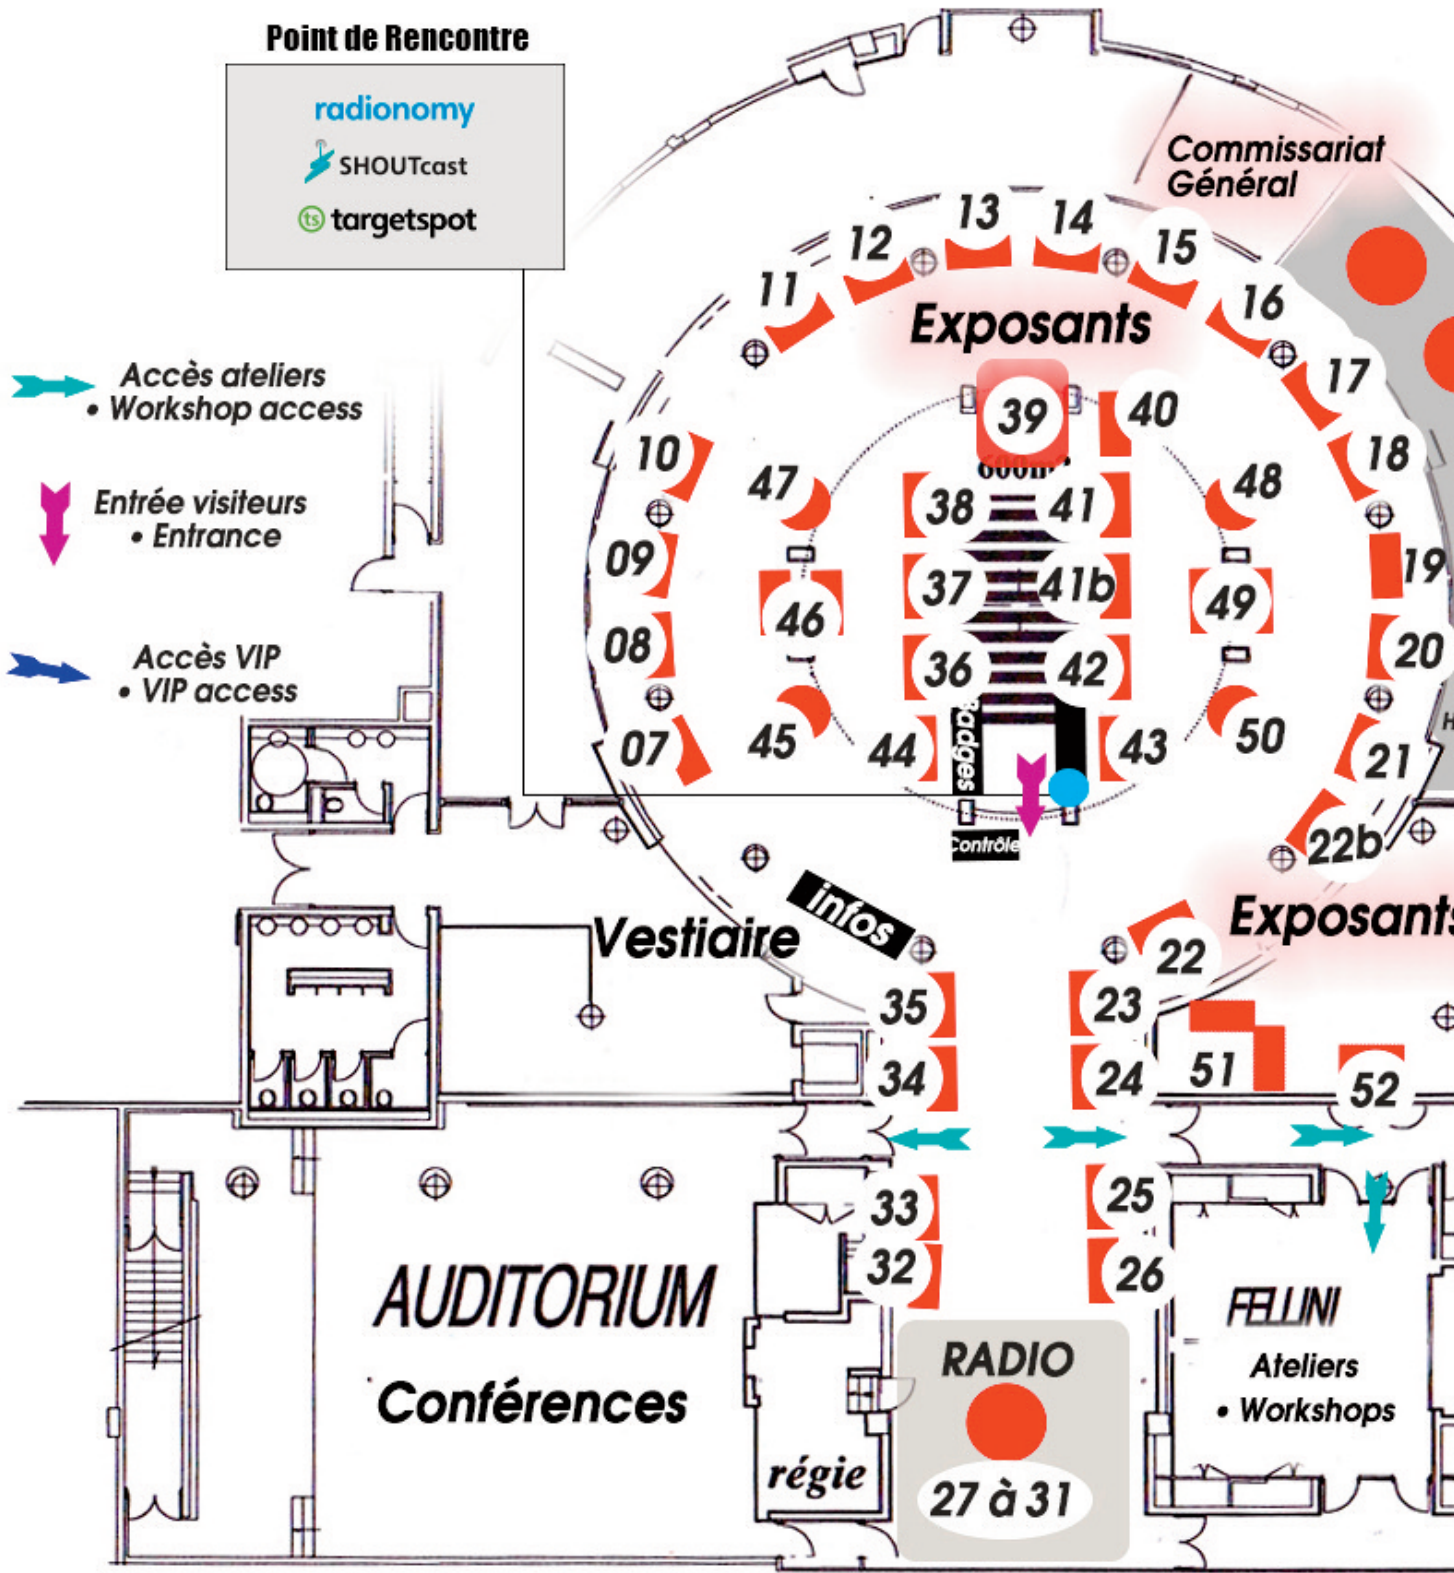 Point de Rencontre
radionomy
SHOUTcast
ts targetspot
Commissariat
Général
13
14
12
15
11
16
Exposants
17
Accès ateliers
• Workshop access
39
40
10
18
600m²
47
48
38
41
Entrée visiteurs
• Entrance
09
19
37
41b
46
49
08
20
Accès VIP
• VIP access
36
42
Badges
07
45
44
43
50
21
H
Contrôle
22b
infos
Vestiaire
Exposants
22
35
23
34
24
51
52
33
25
32
26
AUDITORIUM
Conférences
FELLINI
Ateliers
• Workshops
RADIO
régie
27 à 31